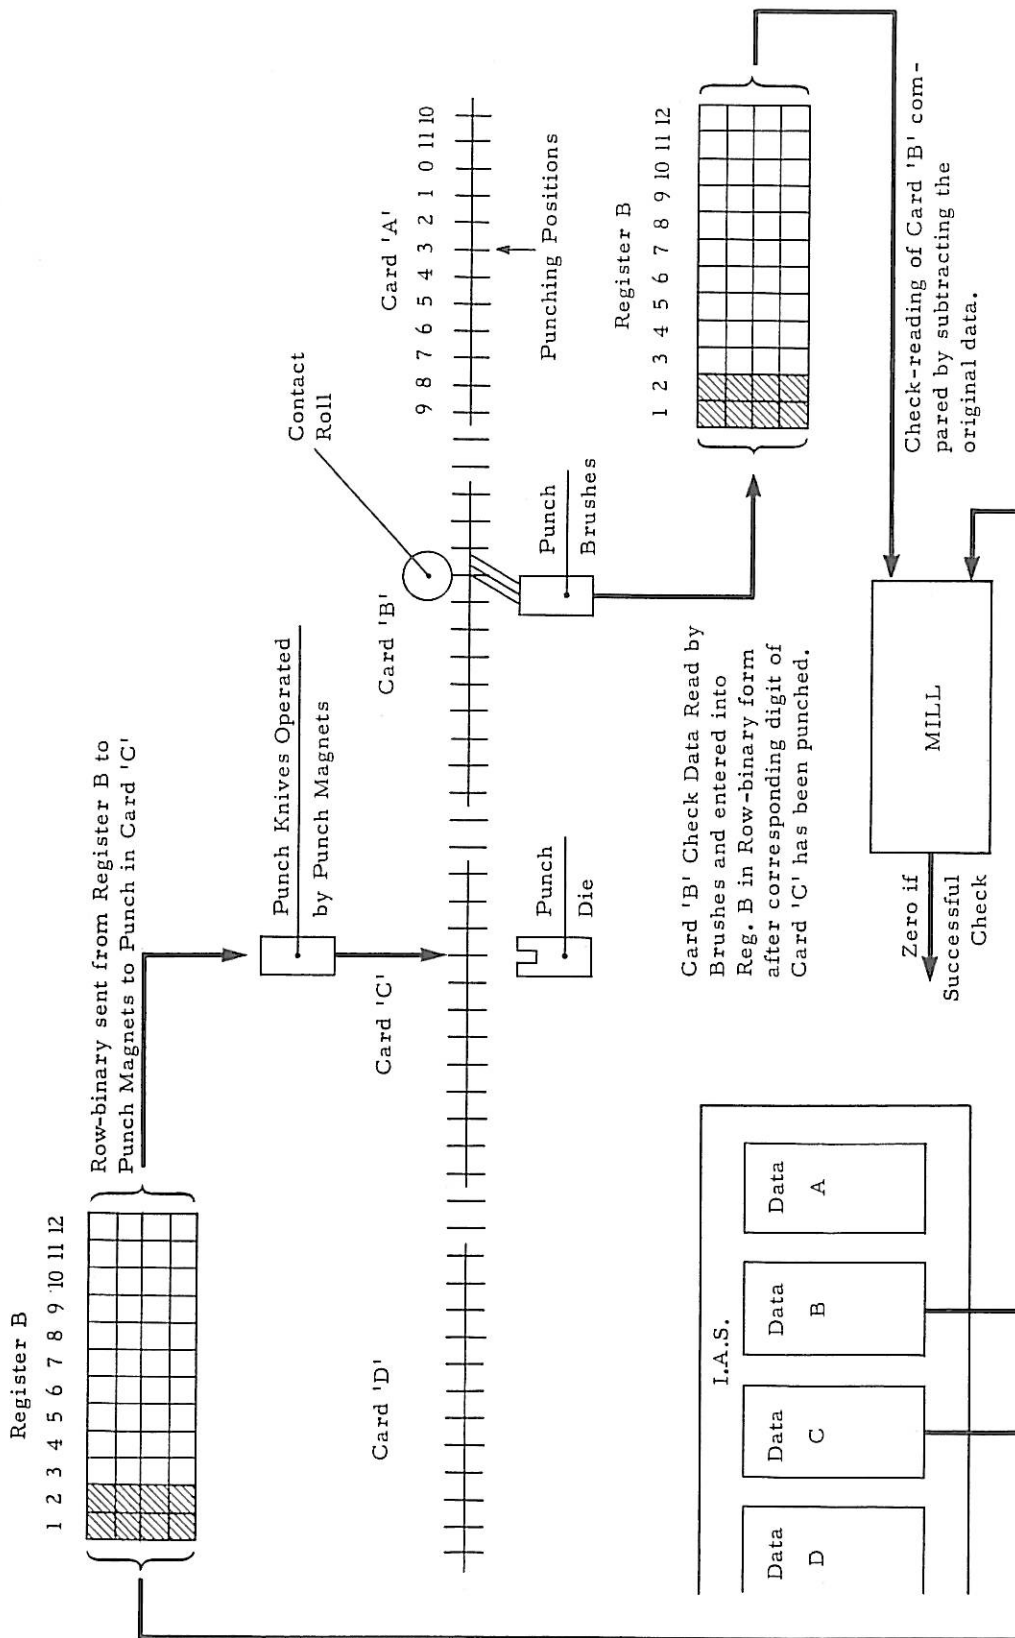 Register B
1 2 3 4 5 6 7 8 9 10 11 12
Row-binary sent from Register B to
Punch Magnets to Punch in Card 'C'
Punch Knives Operated
by Punch Magnets
Contact
Roll
Card 'D'
Card 'C'
Card 'B'
Card 'A'
9 8 7 6 5 4 3 2 1 0 11 10
Punching Positions
Punch
Die
Punch
Brushes
Register B
1 2 3 4 5 6 7 8 9 10 11 12
Card 'B' Check Data Read by
Brushes and entered into
Reg. B in Row-binary form
after corresponding digit of
Card 'C' has been punched.
Check-reading of Card 'B' com-
pared by subtracting the
original data.
I.A.S.
Data
D
Data
C
Data
B
Data
A
Zero if
Successful
Check
MILL